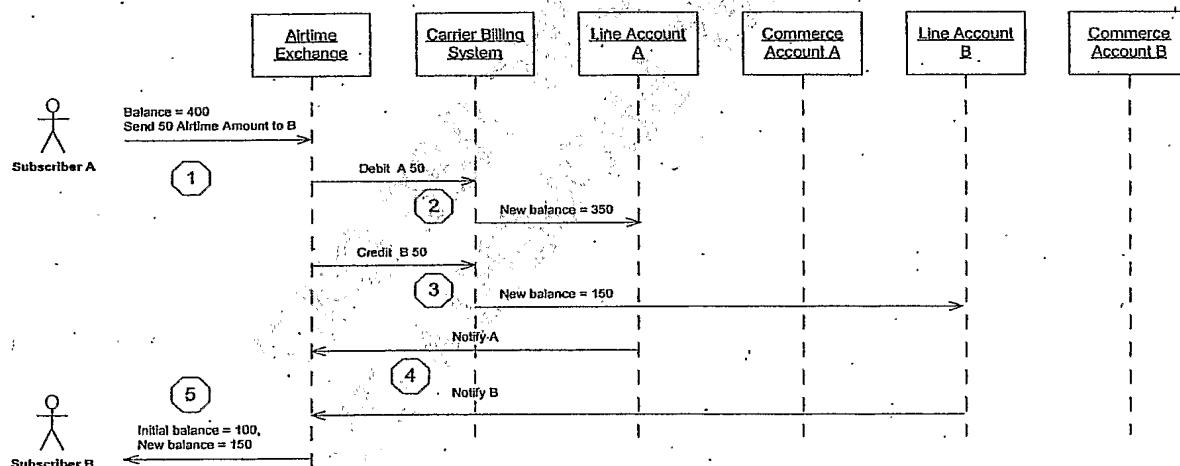 Airtime
Exchange
Carrier Billing
System
Line Account
A
Commerce
Account A
Line Account
B
Commerce
Account B
Balance = 400
Send 50 Airtime Amount to B
Subscriber A
1
Debit A 50
2
New balance = 350
Credit B 50
3
New balance = 150
Notify A
4
Notify B
5
Initial balance = 100,
New balance = 150
Subscriber B